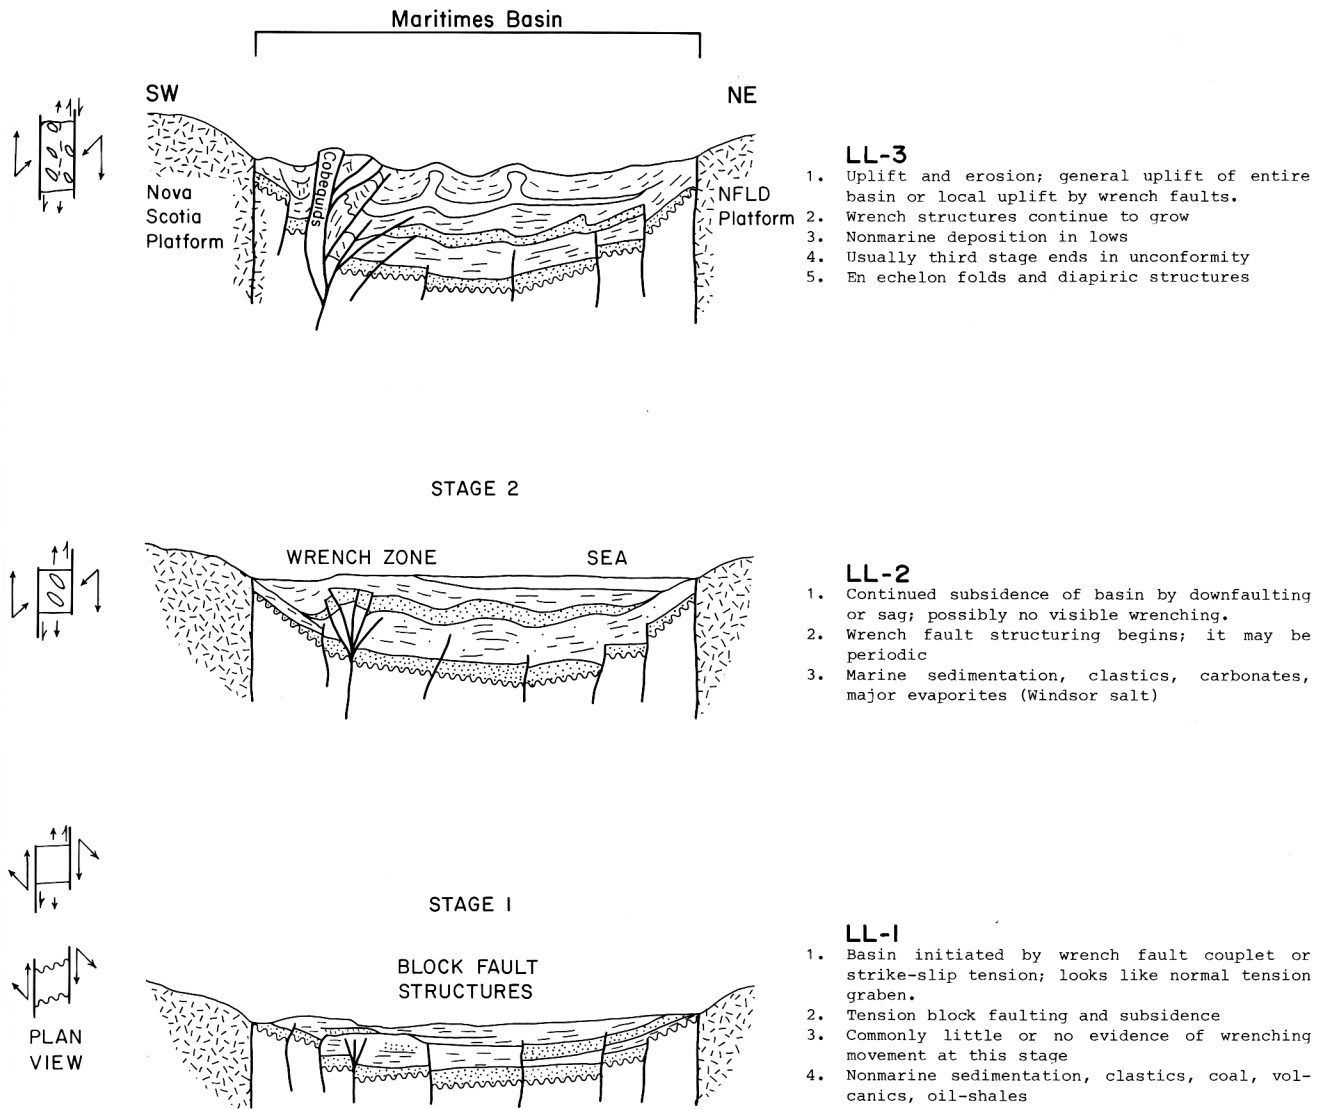 Maritimes Basin
SW
NE
Cobequids
Nova
Scotia
Platform
NFLD
Platform
LL-3
1. Uplift and erosion; general uplift of entire
basin or local uplift by wrench faults.
2. Wrench structures continue to grow
3. Nonmarine deposition in lows
4. Usually third stage ends in unconformity
5. En echelon folds and diapiric structures
STAGE 2
WRENCH ZONE
SEA
LL-2
1. Continued subsidence of basin by downfaulting
or sag; possibly no visible wrenching.
2. Wrench fault structuring begins; it may be
periodic
3. Marine sedimentation, clastics, carbonates,
major evaporites (Windsor salt)
STAGE 1
BLOCK FAULT
STRUCTURES
PLAN
VIEW
LL-1
1. Basin initiated by wrench fault couplet or
strike-slip tension; looks like normal tension
graben.
2. Tension block faulting and subsidence
3. Commonly little or no evidence of wrenching
movement at this stage
4. Nonmarine sedimentation, clastics, coal, vol-
canics, oil-shales